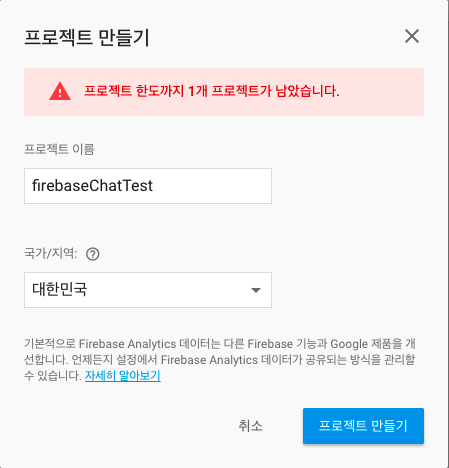 프로젝트 만들기
프로젝트 한도까지 1개 프로젝트가 남았습니다.
프로젝트 이름
firebaseChatTest
국가/지역:
대한민국
기본적으로 Firebase Analytics 데이터는 다른 Firebase 기능과 Google 제품을 개
선합니다. 언제든지 설정에서 Firebase Analytics 데이터가 공유되는 방식을 관리할
수 있습니다. 자세히 알아보기
취소 프로젝트 만들기